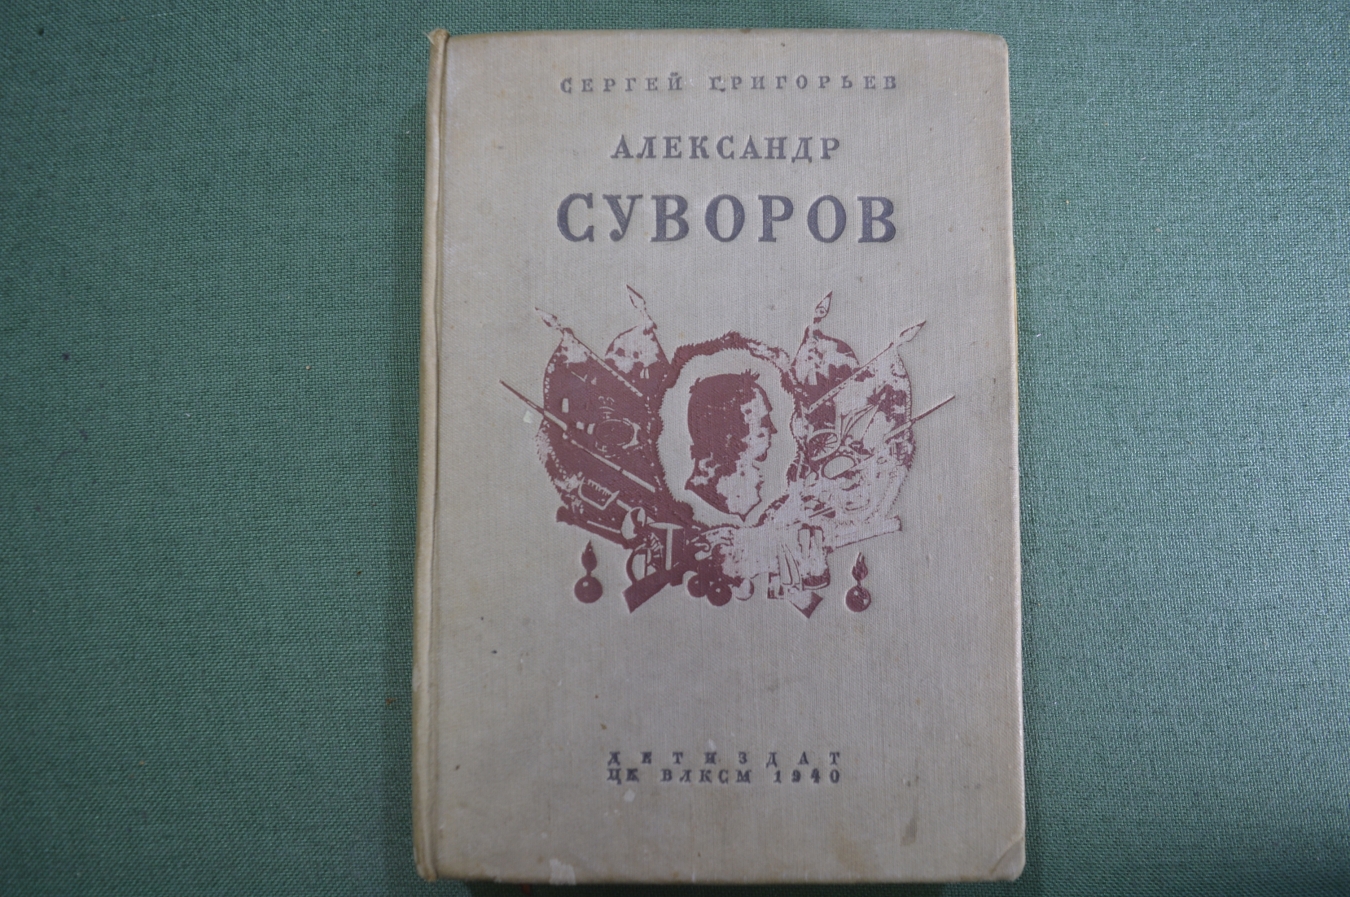 СЕРГЕЙ ГРИГОРЬЕВ
АЛЕКСАНДР
СУВОРОВ
ДЕТИЗДАТ
ЦК ВЛКСМ 1940